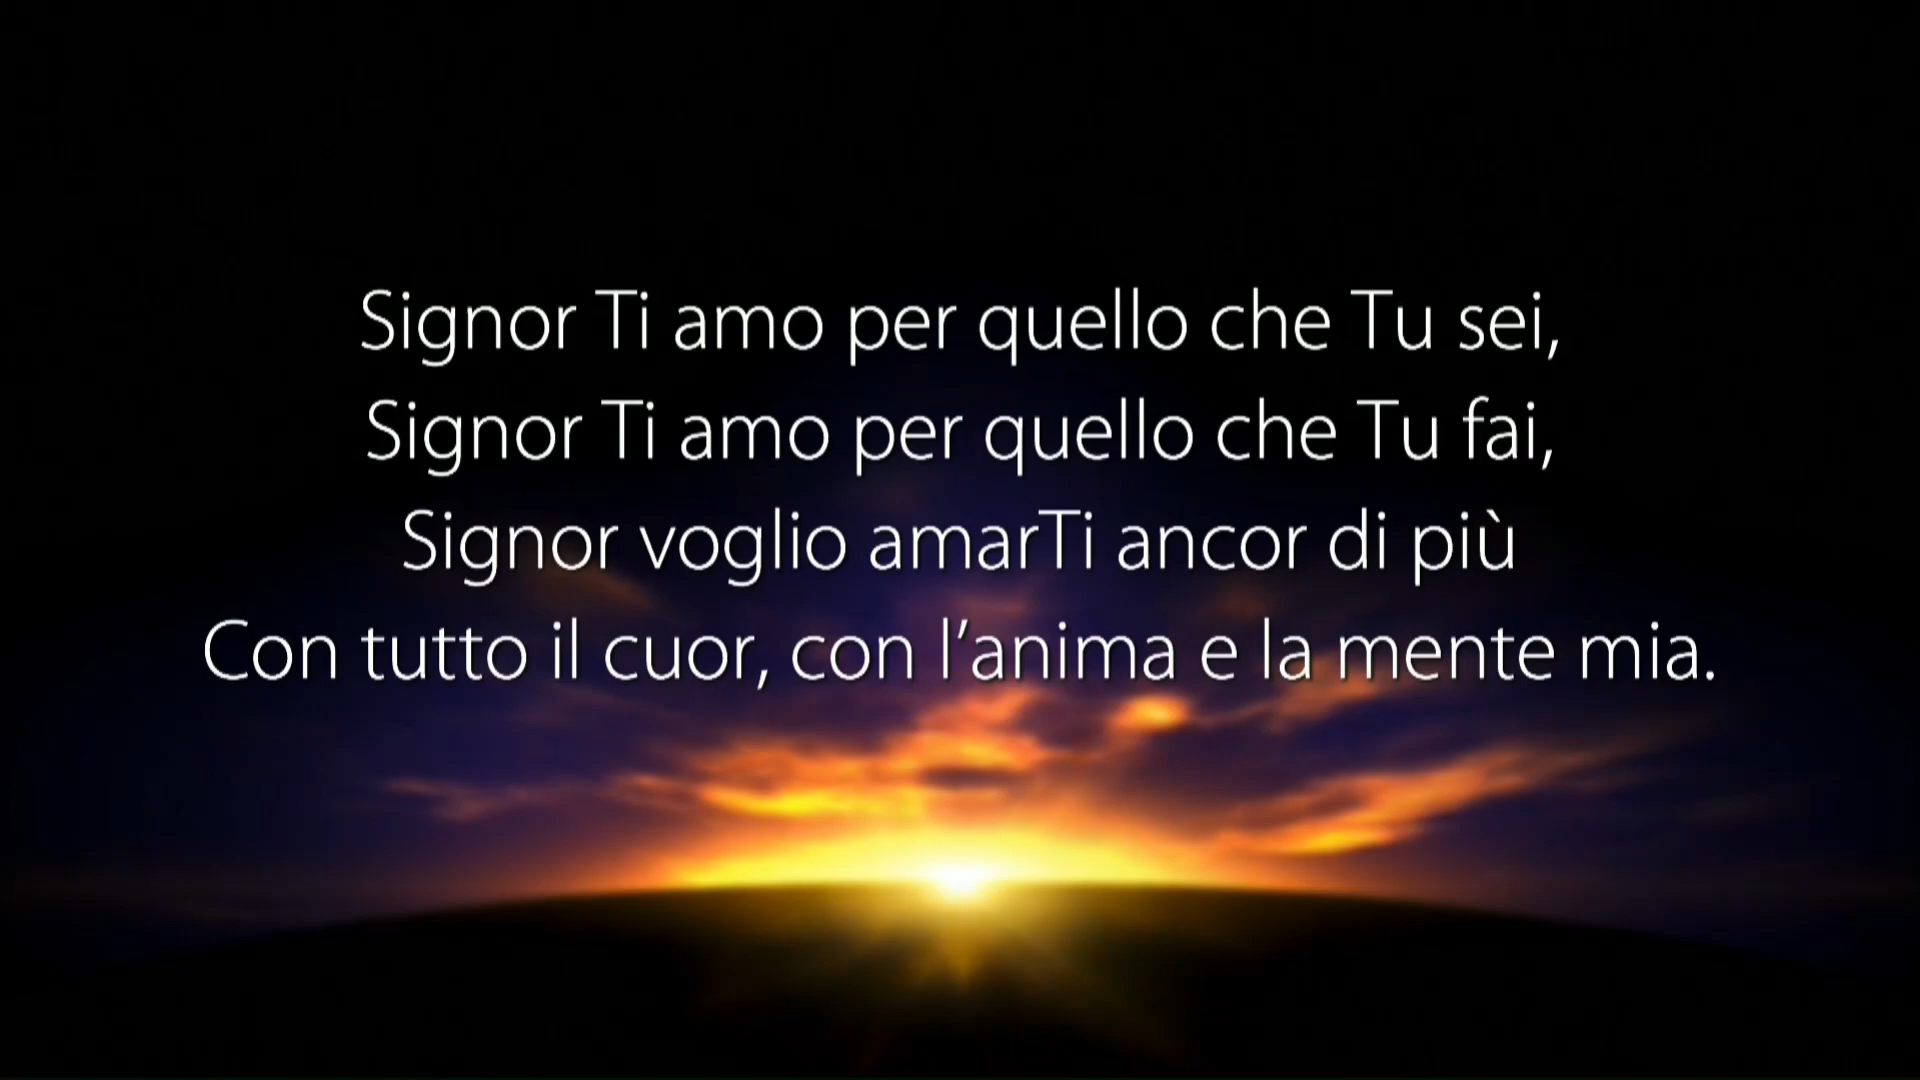 Signor Ti amo per quello che Tu sei,
Signor Ti amo per quello che Tu fai,
Signor voglio amarTi ancor di più
Con tutto il cuor, con l’anima e la mente mia.